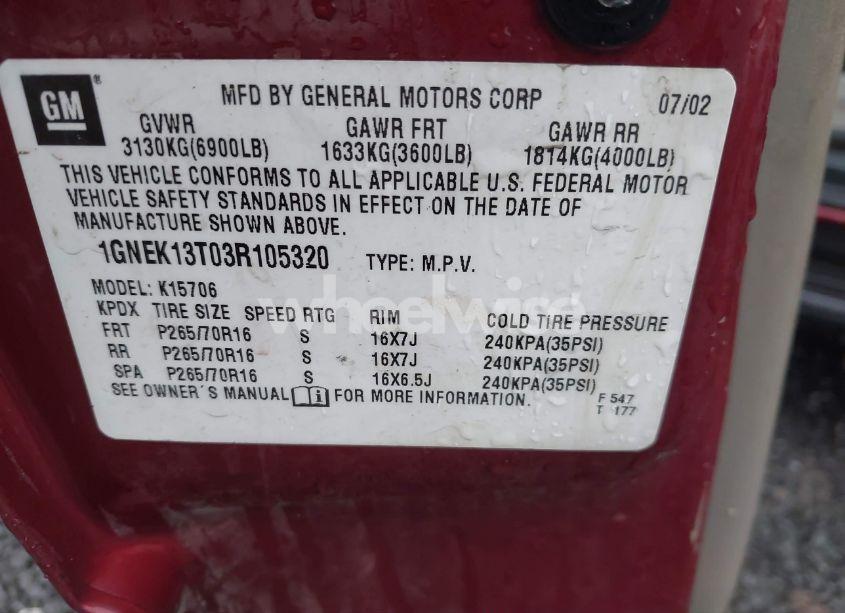 GM®
MFD BY GENERAL MOTORS CORP 07/02
GVWR GAWR FRT GAWR RR
3130KG(6900LB) 1633KG(3600LB) 1814KG(4000LB)
THIS VEHICLE CONFORMS TO ALL APPLICABLE U.S. FEDERAL MOTOR
VEHICLE SAFETY STANDARDS IN EFFECT ON THE DATE OF
MANUFACTURE SHOWN ABOVE.
1GNEK13T03R105320 TYPE: M.P.V.
MODEL: K15706
KPDX TIRE SIZE SPEED RTG RIM COLD TIRE PRESSURE
FRT P265/70R16 S 16X7J 240KPA(35PSI)
RR P265/70R16 S 16X7J 240KPA(35PSI)
SPA P265/70R16 S 16X6.5J 240KPA(35PSI)
SEE OWNER'S MANUAL i FOR MORE INFORMATION.
F 547
T 177
wheelwise